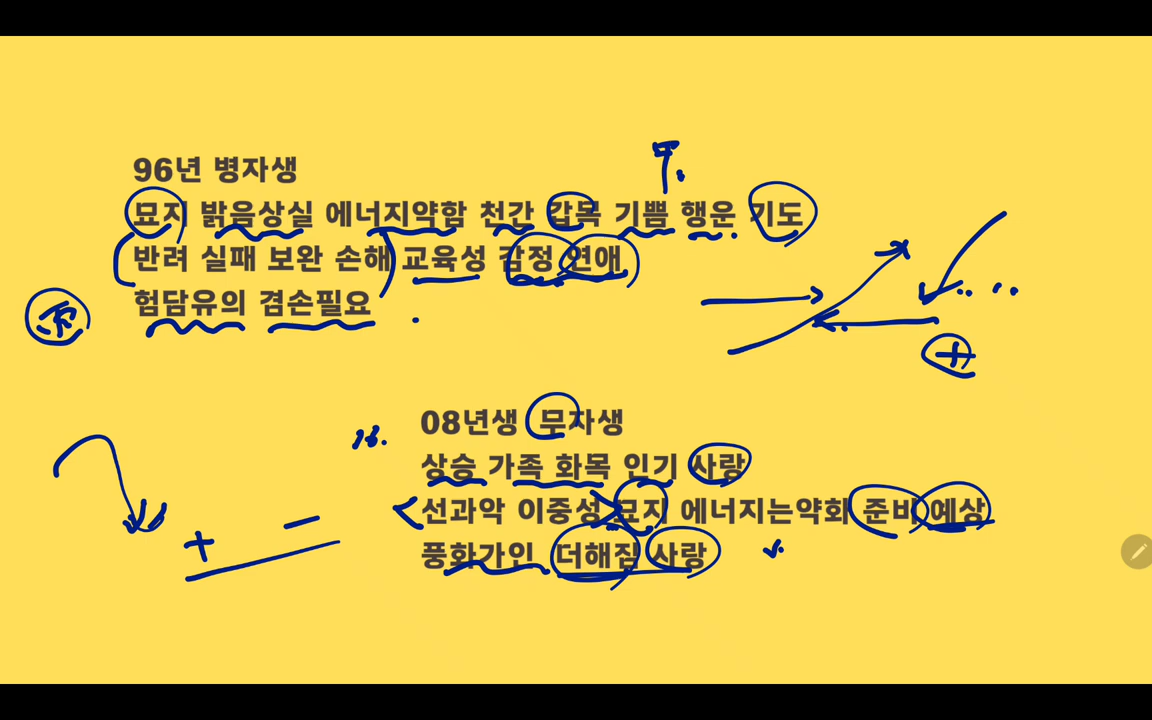 96년 병자생
묘지 밝음상실 에너지약함 천간 갑목 기쁨 행운 기도
반려 실패 보완 손해 교육성 감정 연애
험담유의 겸손필요
08년생 무자생
상승 가족 화목 인기 사랑
선과악 이중성 묘지 에너지는약화 준비 예상
풍화가인 더해짐 사랑
+
+